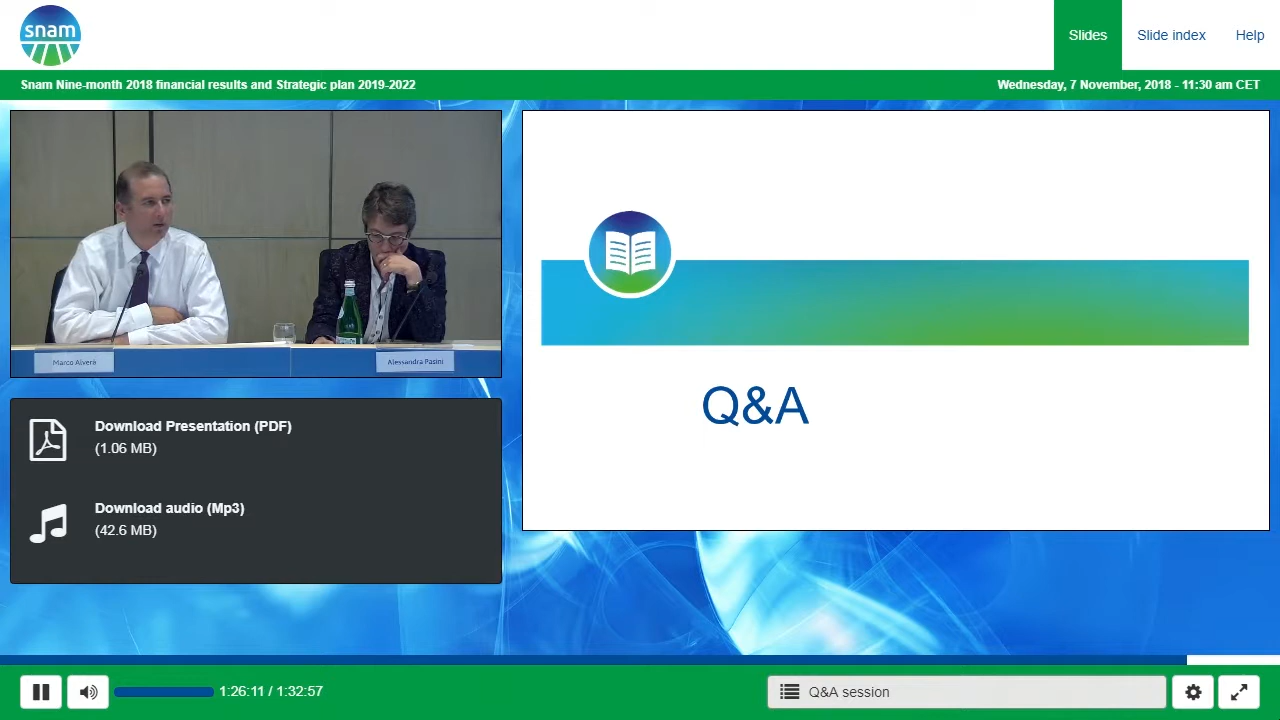 snam
Slides
Slide index
Help
Snam Nine-month 2018 financial results and Strategic plan 2019-2022
Wednesday, 7 November, 2018 - 11:30 am CET
Marco Alverà
Alessandra Pasini
Q&A
Download Presentation (PDF)
(1.06 MB)
Download audio (Mp3)
(42.6 MB)
1:26:11 / 1:32:57
Q&A session